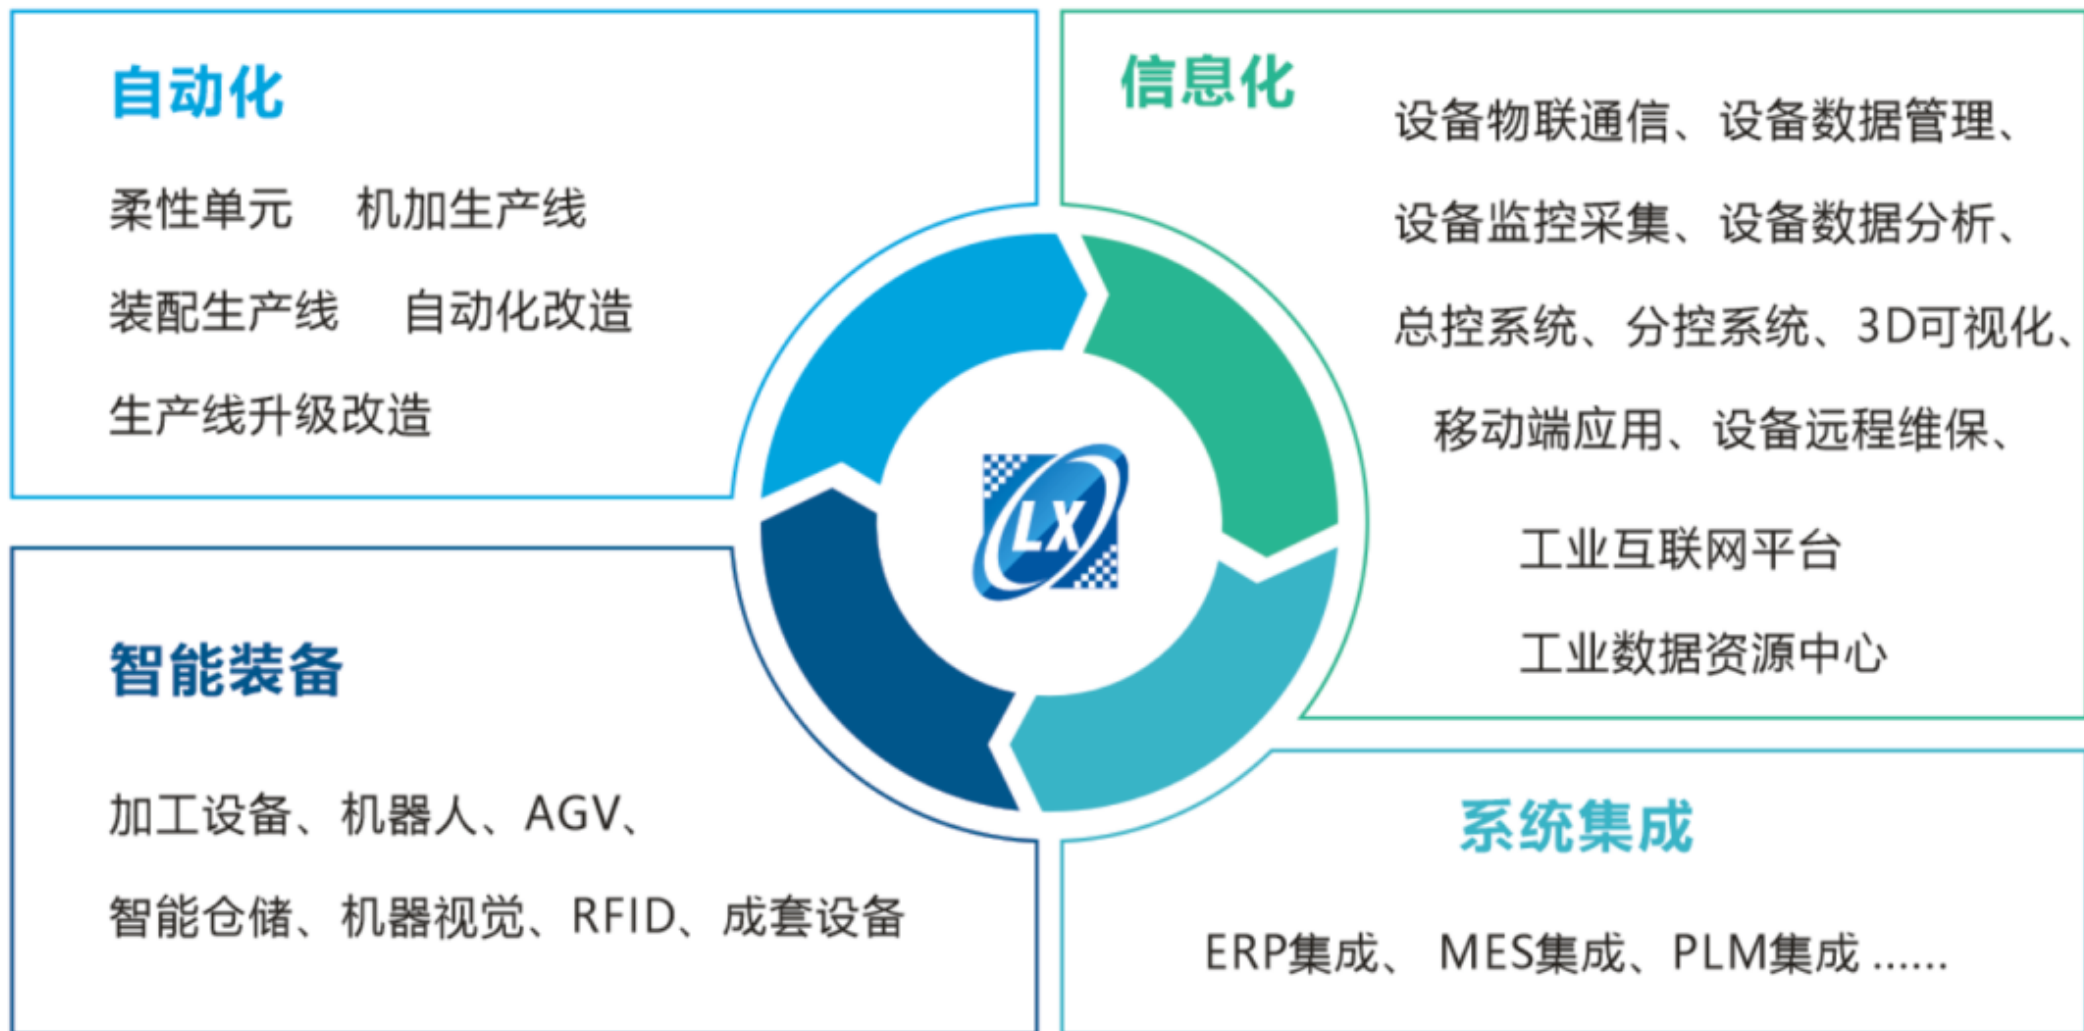 自动化
柔性单元 机加生产线
装配生产线 自动化改造
生产线升级改造
信息化
设备物联通信、设备数据管理、
设备监控采集、设备数据分析、
总控系统、分控系统、3D可视化、
移动端应用、设备远程维保、
工业互联网平台
工业数据资源中心
LX
智能装备
加工设备、机器人、AGV、
智能仓储、机器视觉、RFID、成套设备
系统集成
ERP集成、 MES集成、PLM集成 ......